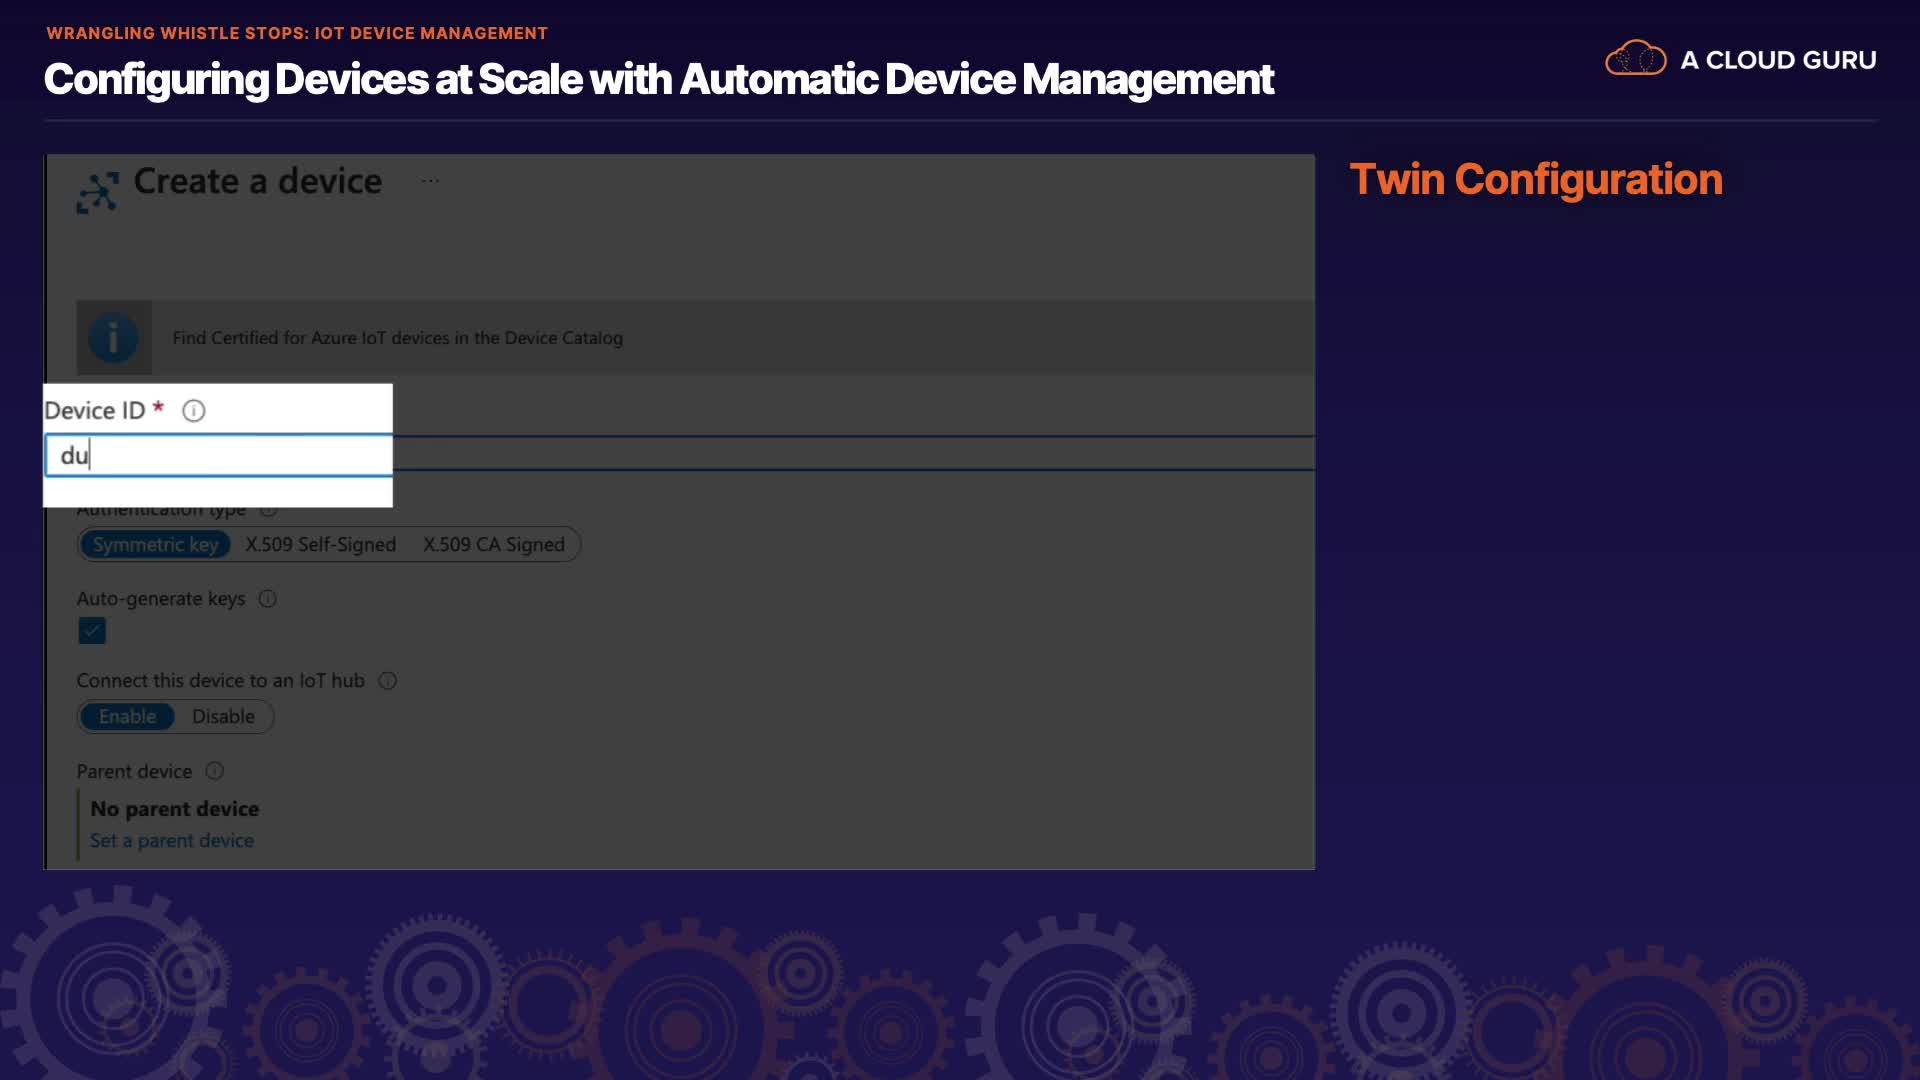 WRANGLING WHISTLE STOPS: IOT DEVICE MANAGEMENT
Configuring Devices at Scale with Automatic Device Management
A CLOUD GURU
Create a device ...
Twin Configuration
Find Certified for Azure IoT devices in the Device Catalog
Device ID *
du
Authentication type
Symmetric key X.509 Self-Signed X.509 CA Signed
Auto-generate keys
Connect this device to an IoT hub
Enable Disable
Parent device
No parent device
Set a parent device